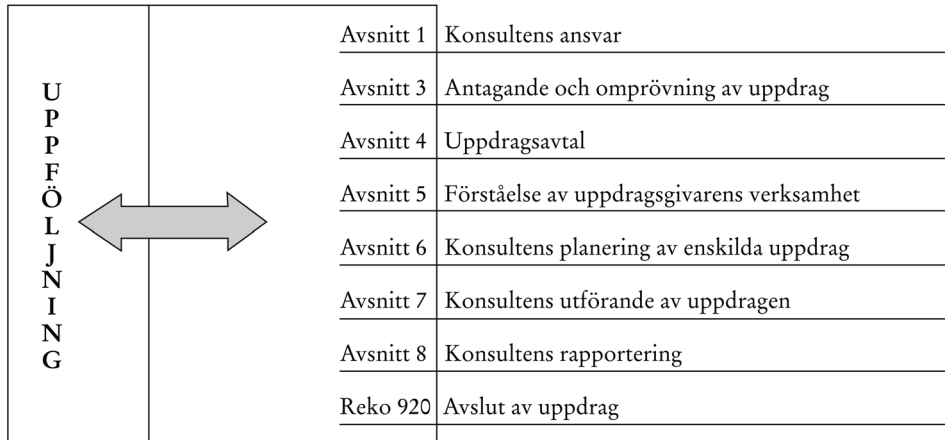 UPPFÖLJNING
Avsnitt 1 Konsultens ansvar
Avsnitt 3 Antagande och omprövning av uppdrag
Avsnitt 4 Uppdragsavtal
Avsnitt 5 Förståelse av uppdragsgivarens verksamhet
Avsnitt 6 Konsultens planering av enskilda uppdrag
Avsnitt 7 Konsultens utförande av uppdragen
Avsnitt 8 Konsultens rapportering
Reko 920 Avslut av uppdrag